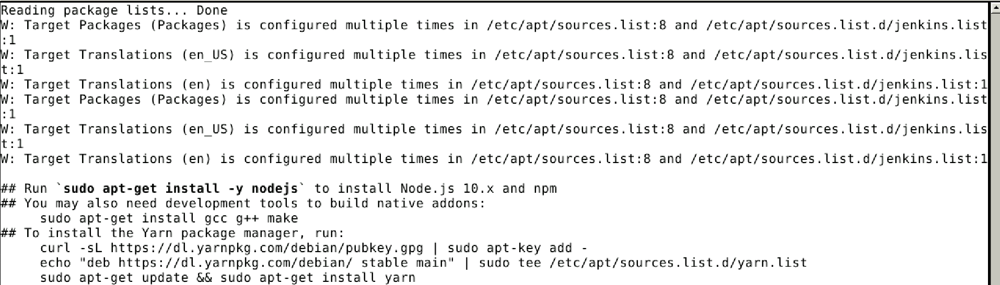 Reading package lists... Done
W: Target Packages (Packages) is configured multiple times in /etc/apt/sources.list:8 and /etc/apt/sources.list.d/jenkins.list
:1
W: Target Translations (en_US) is configured multiple times in /etc/apt/sources.list:8 and /etc/apt/sources.list.d/jenkins.lis
t:1
W: Target Translations (en) is configured multiple times in /etc/apt/sources.list:8 and /etc/apt/sources.list.d/jenkins.list:1
W: Target Packages (Packages) is configured multiple times in /etc/apt/sources.list:8 and /etc/apt/sources.list.d/jenkins.list
:1
W: Target Translations (en_US) is configured multiple times in /etc/apt/sources.list:8 and /etc/apt/sources.list.d/jenkins.lis
t:1
W: Target Translations (en) is configured multiple times in /etc/apt/sources.list:8 and /etc/apt/sources.list.d/jenkins.list:1

## Run `sudo apt-get install -y nodejs` to install Node.js 10.x and npm
## You may also need development tools to build native addons:
     sudo apt-get install gcc g++ make
## To install the Yarn package manager, run:
     curl -sL https://dl.yarnpkg.com/debian/pubkey.gpg | sudo apt-key add -
     echo "deb https://dl.yarnpkg.com/debian/ stable main" | sudo tee /etc/apt/sources.list.d/yarn.list
     sudo apt-get update && sudo apt-get install yarn